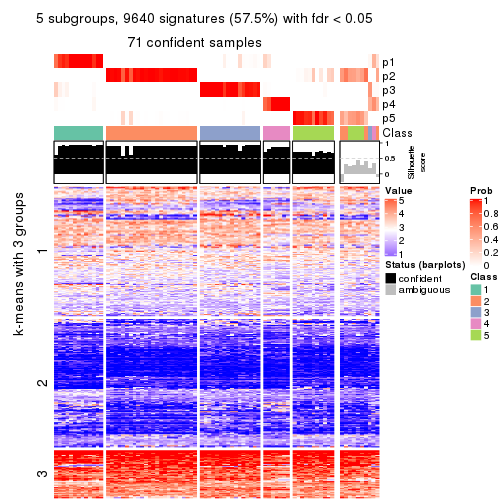 5 subgroups, 9640 signatures (57.5%) with fdr < 0.05
71 confident samples
p1
p2
p3
p4
p5
Class
1
0.5
0
Silhouette
score
k-means with 3 groups
1
2
3
Value
5
4
3
2
1
Status (barplots)
confident
ambiguous
Prob
1
0.8
0.6
0.4
0.2
0
Class
1
2
3
4
5